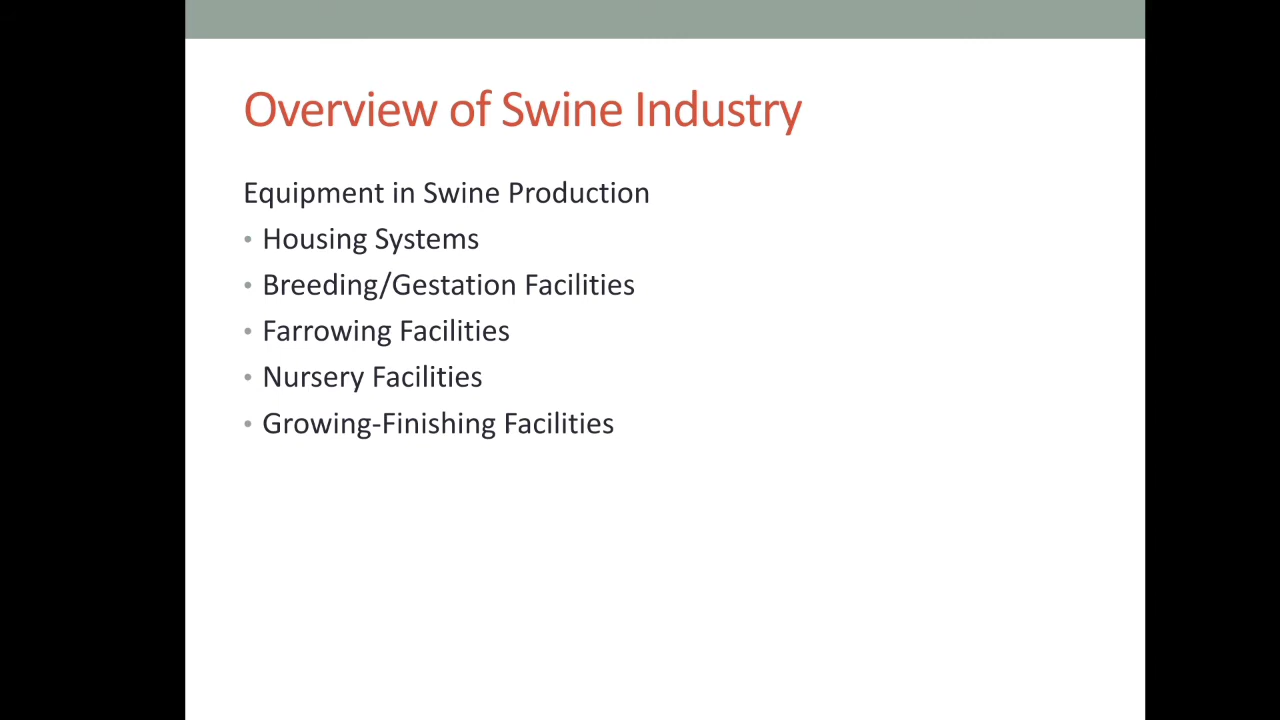 Overview of Swine Industry
Equipment in Swine Production
• Housing Systems
• Breeding/Gestation Facilities
• Farrowing Facilities
• Nursery Facilities
• Growing-Finishing Facilities